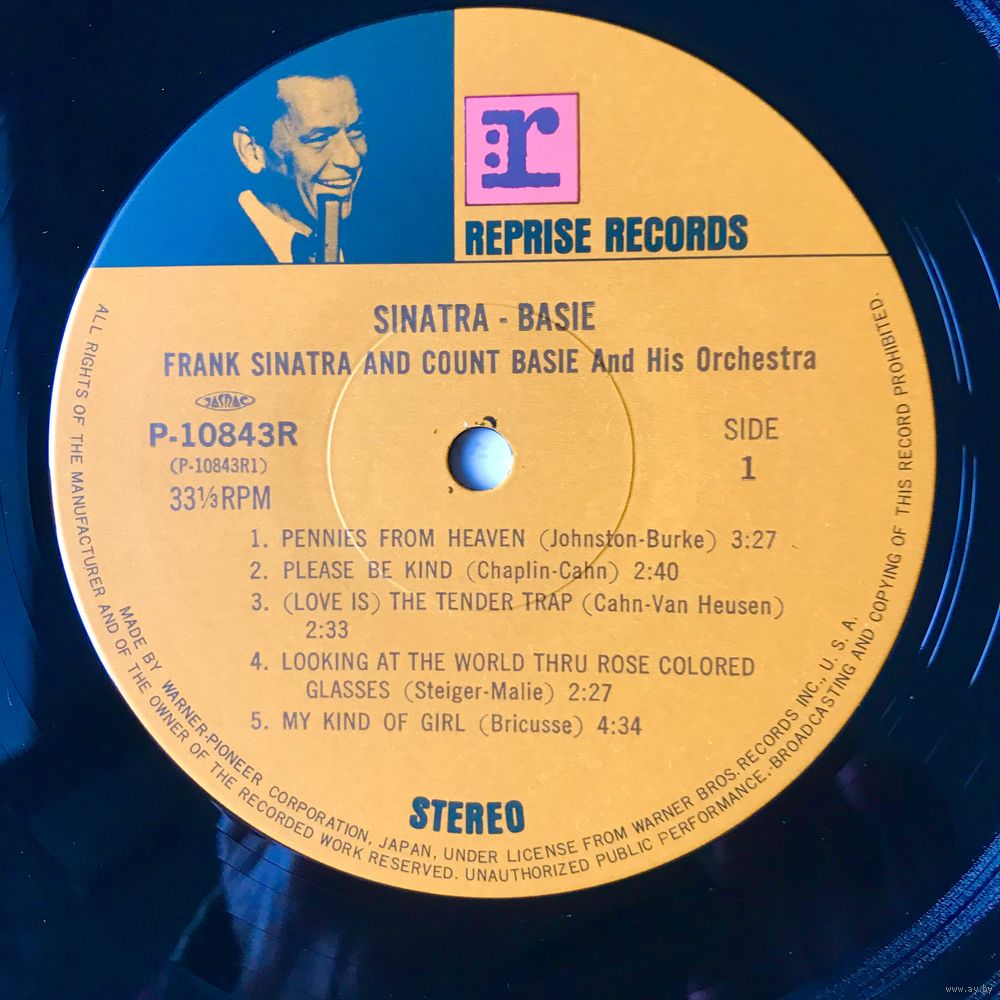 r
REPRISE RECORDS
SINATRA - BASIE
FRANK SINATRA AND COUNT BASIE And His Orchestra
JASRAC
P-10843R
(P-10843R1)
33⅓RPM
SIDE
1
1. PENNIES FROM HEAVEN (Johnston-Burke) 3:27
2. PLEASE BE KIND (Chaplin-Cahn) 2:40
3. (LOVE IS) THE TENDER TRAP (Cahn-Van Heusen)
2:33
4. LOOKING AT THE WORLD THRU ROSE COLORED
GLASSES (Steiger-Malie) 2:27
5. MY KIND OF GIRL (Bricusse) 4:34
STEREO
MADE BY WARNER-PIONEER CORPORATION, JAPAN, UNDER LICENSE FROM WARNER BROS. RECORDS INC., U. S. A.
ALL RIGHTS OF THE MANUFACTURER AND OF THE OWNER OF THE RECORDED WORK RESERVED. UNAUTHORIZED PUBLIC PERFORMANCE. BROADCASTING AND COPYING OF THIS RECORD PROHIBITED.
www.ay.by